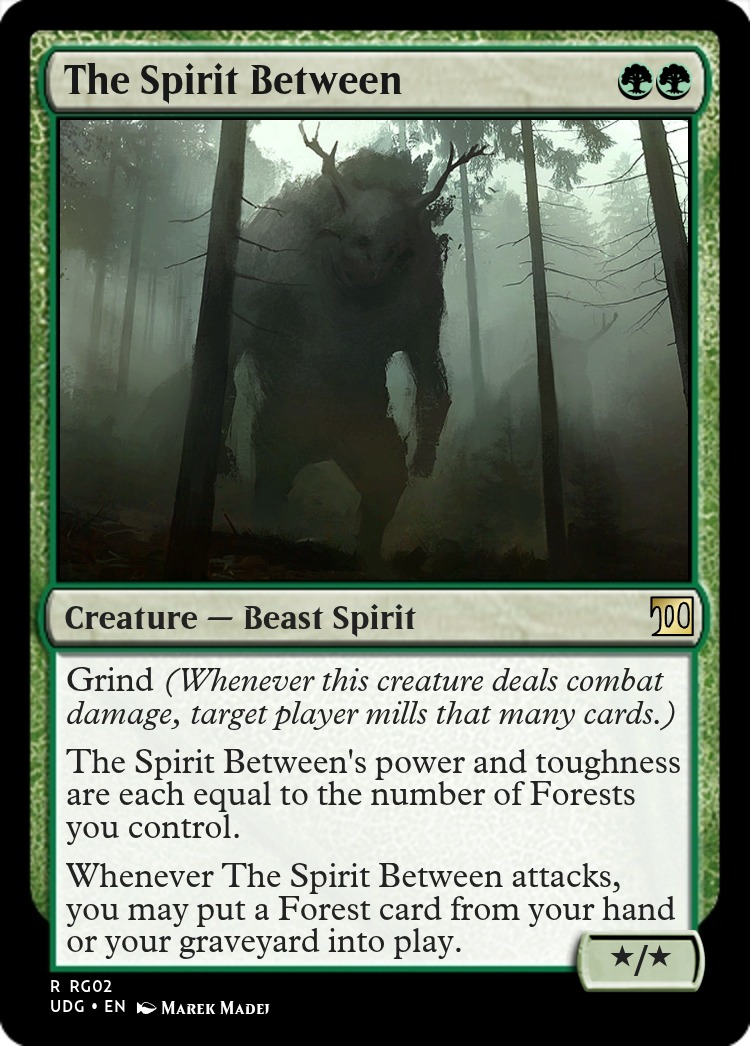 The Spirit Between
Creature — Beast Spirit
Grind (Whenever this creature deals combat
damage, target player mills that many cards.)
The Spirit Between's power and toughness
are each equal to the number of Forests
you control.
Whenever The Spirit Between attacks,
you may put a Forest card from your hand
or your graveyard into play.
★/★
R RG02
UDG • EN Marek Madej